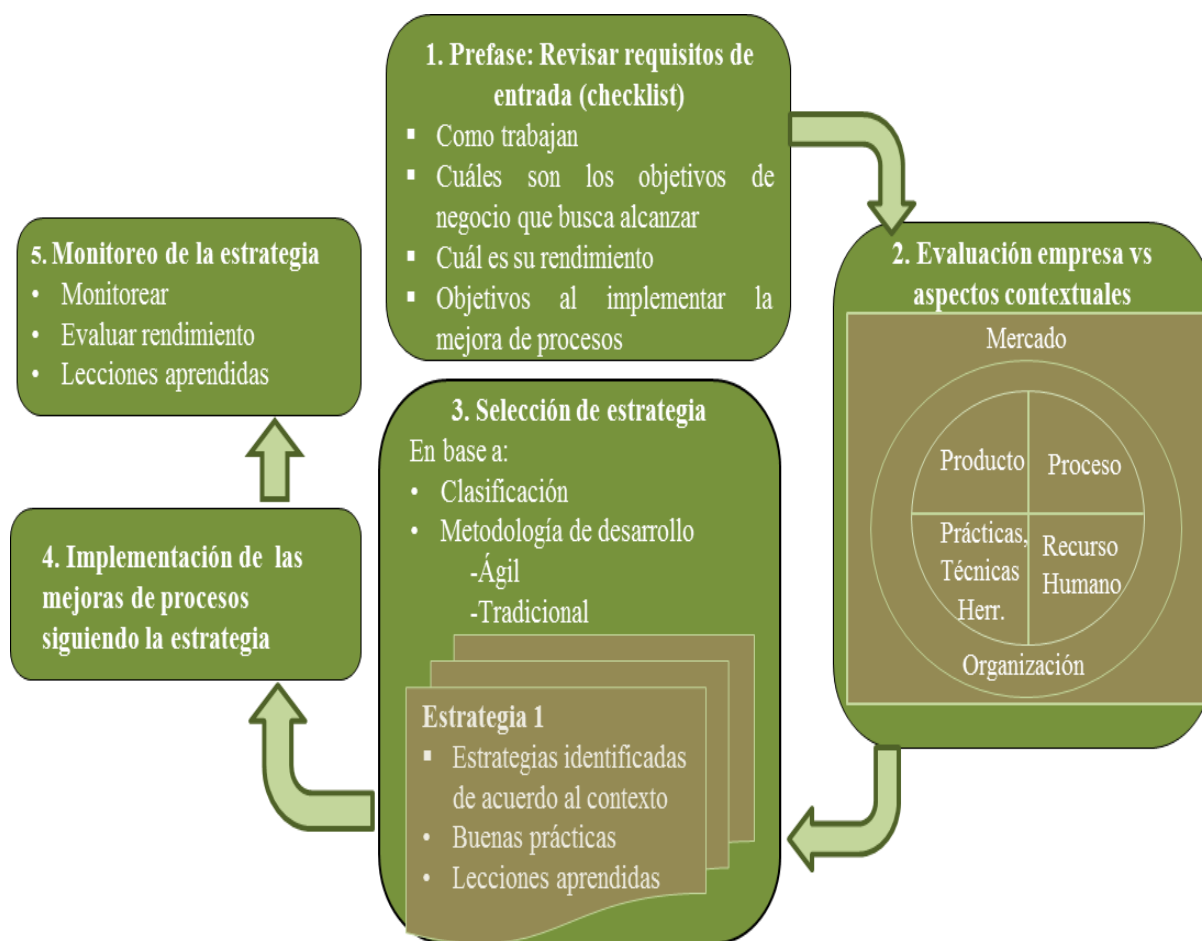 1. Prefase: Revisar requisitos de
entrada (checklist)
▪ Como trabajan
▪ Cuáles son los objetivos de
negocio que busca alcanzar
▪ Cuál es su rendimiento
▪ Objetivos al implementar la
mejora de procesos
2. Evaluación empresa vs
aspectos contextuales
Mercado
Producto
Proceso
Prácticas,
Técnicas
Herr.
Recurso
Humano
Organización
3. Selección de estrategia
En base a:
• Clasificación
• Metodología de desarrollo
-Ágil
-Tradicional
Estrategia 1
▪ Estrategias identificadas
de acuerdo al contexto
• Buenas prácticas
• Lecciones aprendidas
4. Implementación de las
mejoras de procesos
siguiendo la estrategia
5. Monitoreo de la estrategia
• Monitorear
• Evaluar rendimiento
• Lecciones aprendidas